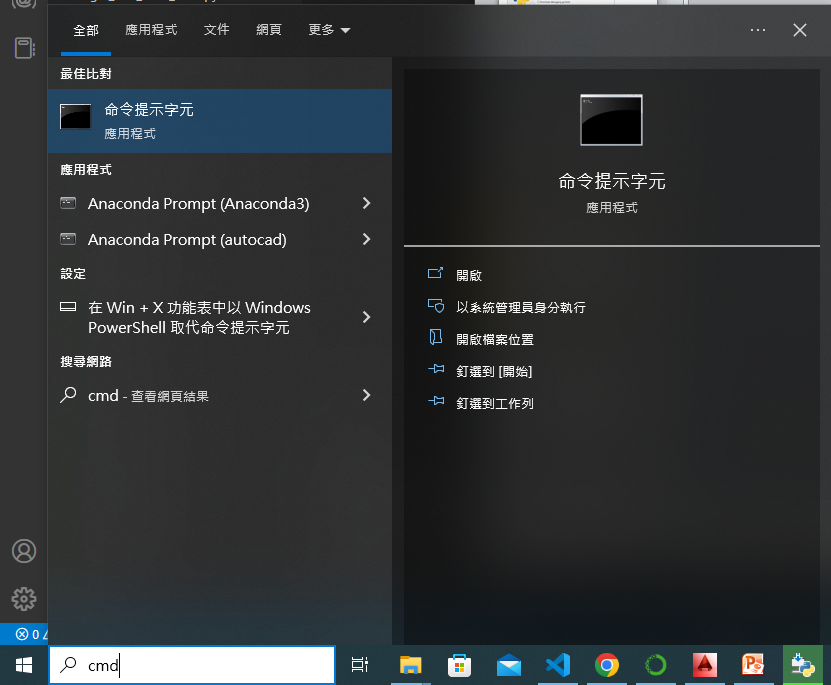 全部
應用程式
文件
網頁
更多
最佳比對
命令提示字元
應用程式
應用程式
Anaconda Prompt (Anaconda3)
Anaconda Prompt (autocad)
設定
在 Win + X 功能表中以 Windows
PowerShell 取代命令提示字元
搜尋網路
cmd - 查看網頁結果
命令提示字元
應用程式
開啟
以系統管理員身分執行
開啟檔案位置
釘選到 [開始]
釘選到工作列
0
cmd